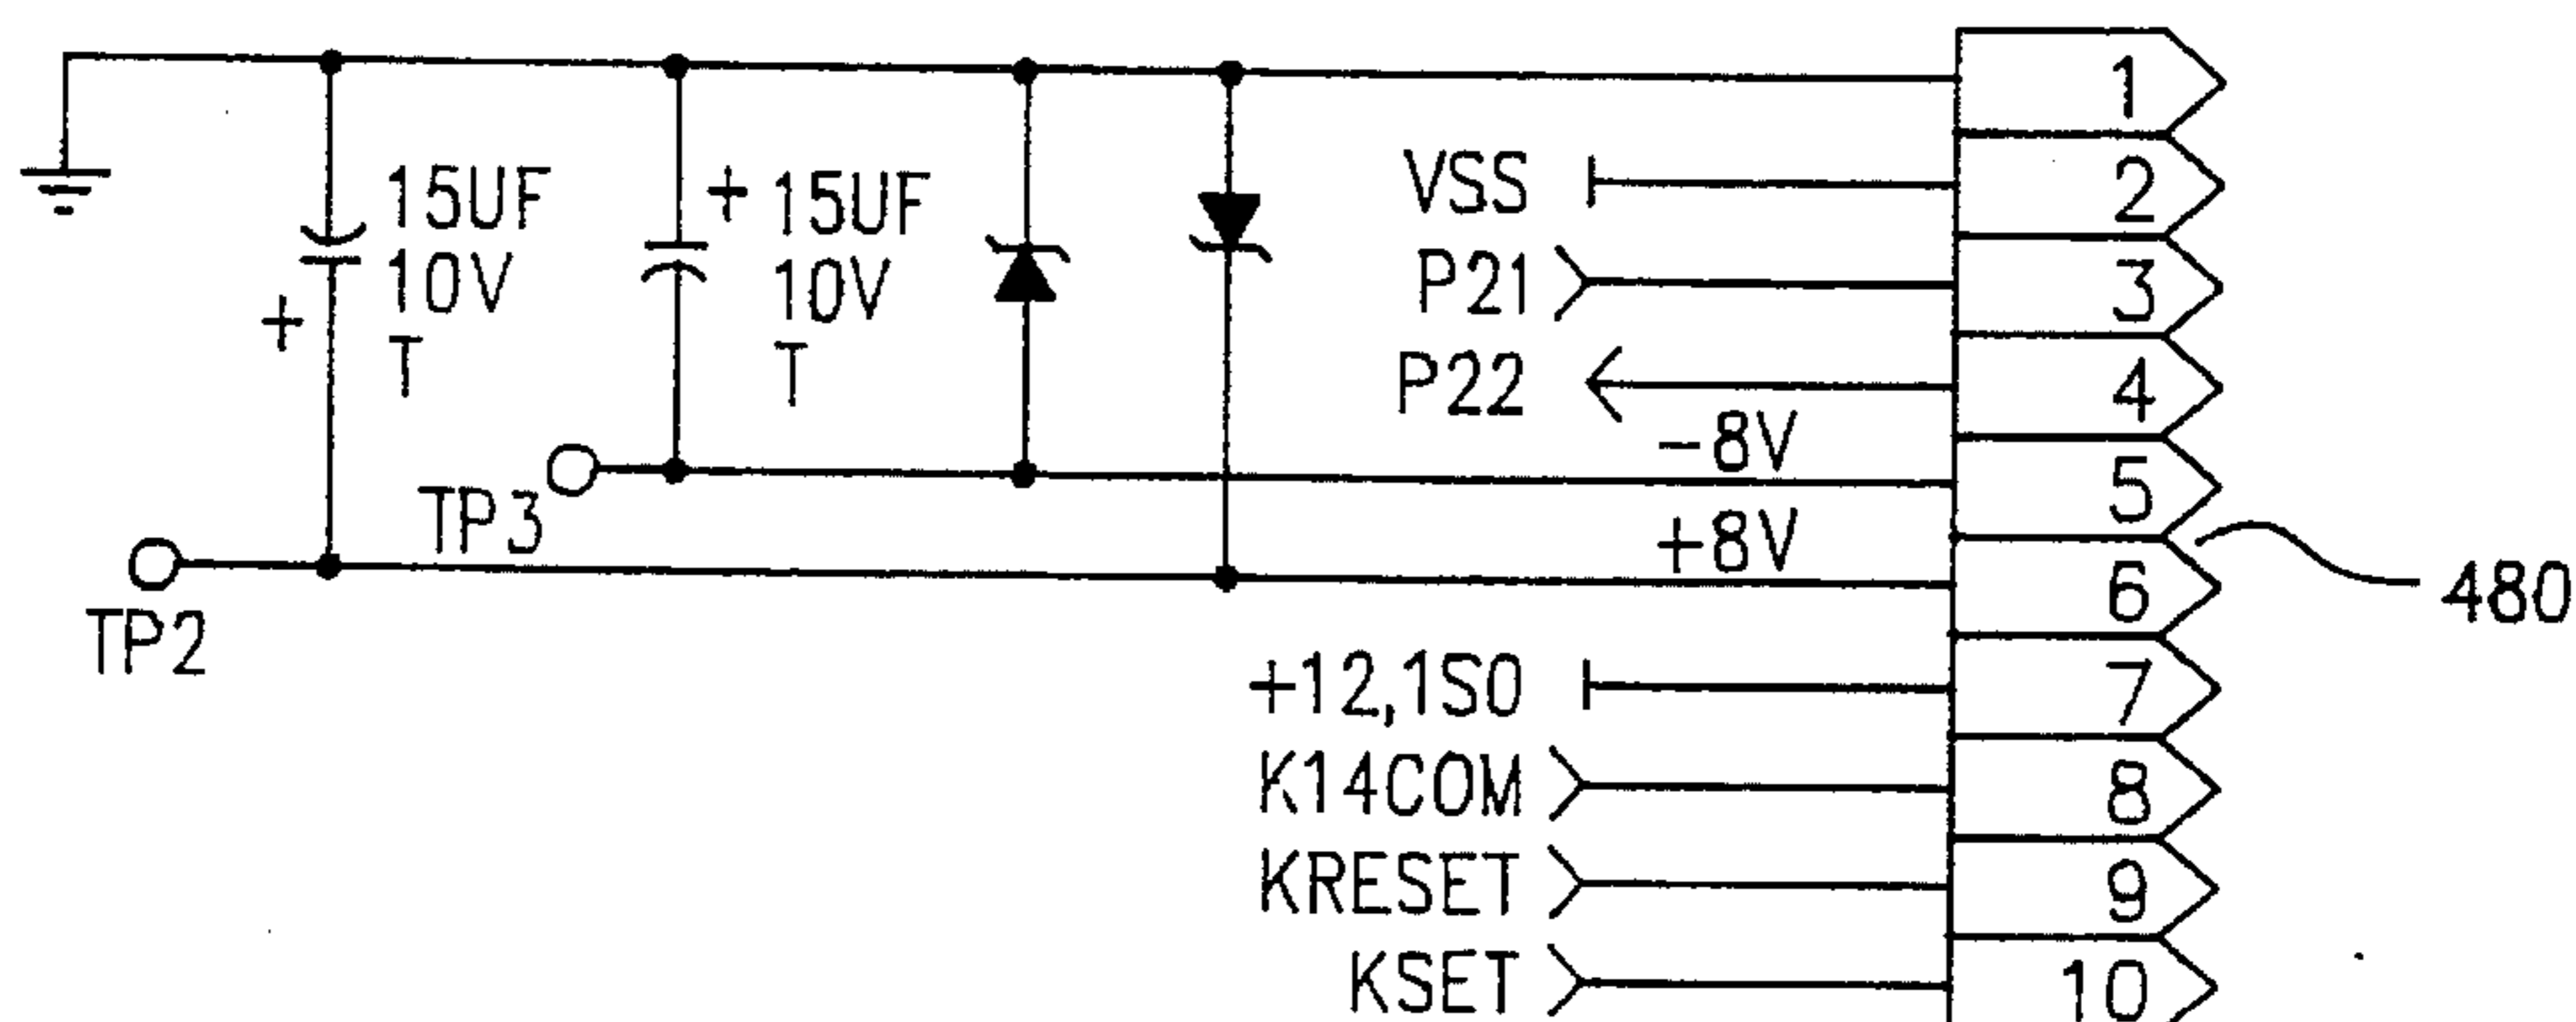 1
VSS 2
+ 15UF
10V
T
15UF
10V
T
+
P21 3
P22 4
-8V
5
TP3
+8V
6
480
TP2
+12,1SO 7
K14COM 8
KRESET 9
KSET 10